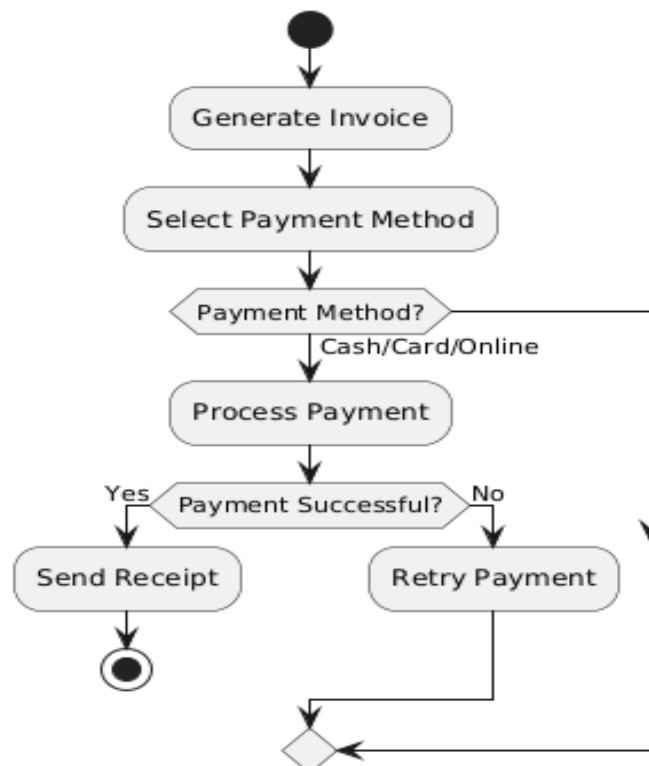 Generate Invoice
Select Payment Method
Payment Method?
Cash/Card/Online
Process Payment
Yes
Payment Successful?
No
Send Receipt
Retry Payment